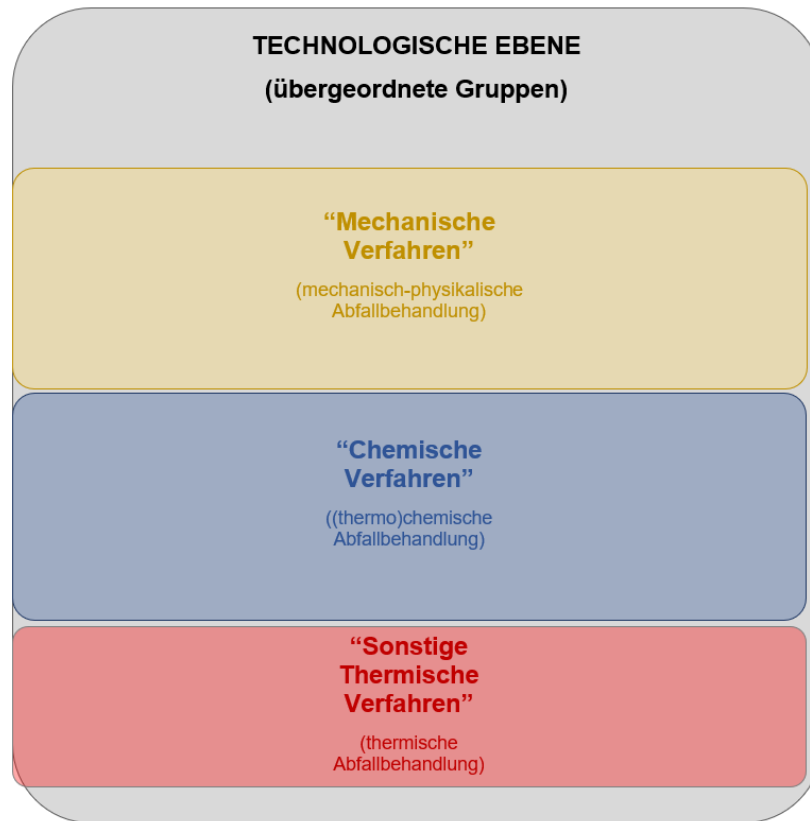 TECHNOLOGISCHE EBENE
(übergeordnete Gruppen)
“Mechanische
Verfahren”
(mechanisch-physikalische
Abfallbehandlung)
“Chemische
Verfahren”
((thermo)chemische
Abfallbehandlung)
“Sonstige
Thermische
Verfahren”
(thermische
Abfallbehandlung)